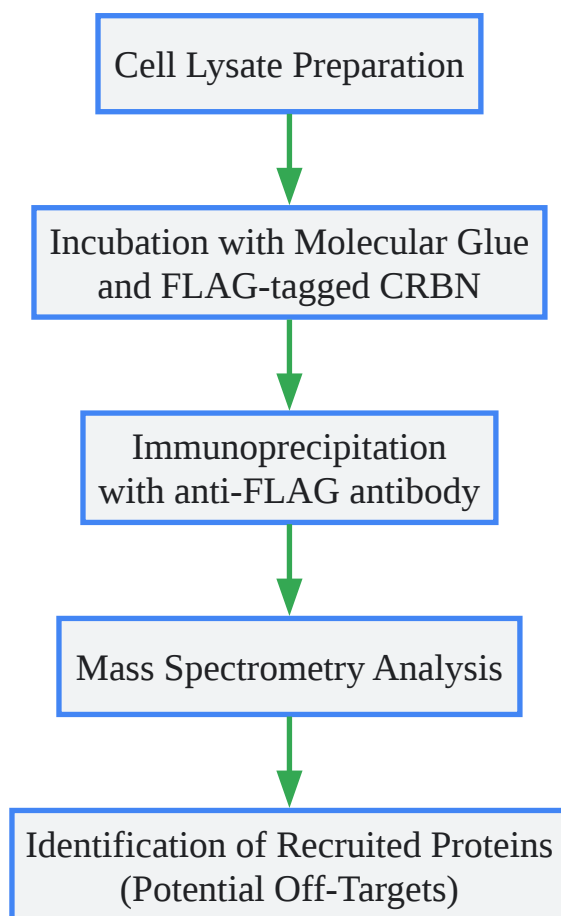 Cell Lysate Preparation
Incubation with Molecular Glue
and FLAG-tagged CRBN
Immunoprecipitation
with anti-FLAG antibody
Mass Spectrometry Analysis
Identification of Recruited Proteins
(Potential Off-Targets)